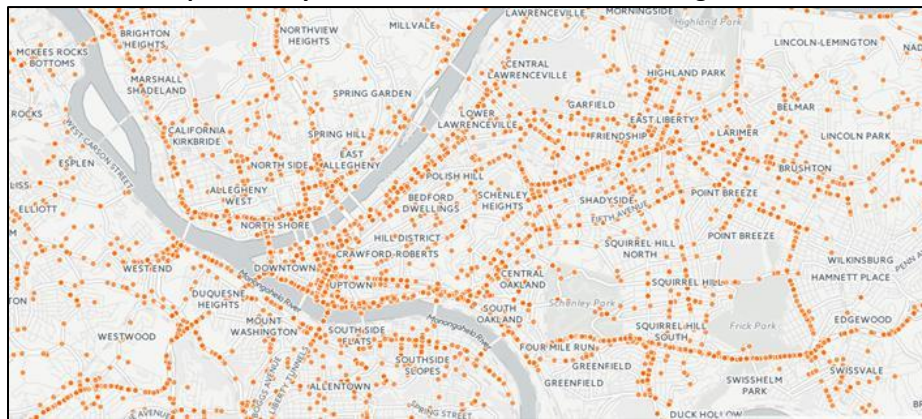 BRIGHTON
HEIGHTS
NORTHVIEW
HEIGHTS
MILLVALE
LAWRENCEVILLE
MORNINGSIDE
Highland Park
LINCOLN-LEMINGTON
MCKEES ROCKS
BOTTOMS
MARSHALL
SHADELAND
SPRING GARDEN
CENTRAL
LAWRENCEVILLE
HIGHLAND PARK
ROCKS
WEST CARSON STREET
CALIFORNIA
KIRKBRIDE
SPRING HILL
LOWER
LAWRENCEVILLE
GARFIELD
EAST LIBERTY
BELMAR
FRIENDSHIP
LARIMER
LINCOLN PARK
ESPLEN
NORTH SIDE
EAST
ALLEGHENY
POLISH HILL
BRUSHTON
ELLIOTT
ALLEGHENY
WEST
BEDFORD
DWELLINGS
SCHENLEY
HEIGHTS
SHADYSIDE
FIFTH AVENUE
POINT BREEZE
NORTH SHORE
HILL DISTRICT
CRAWFORD-ROBERTS
SQUIRREL HILL
NORTH
POINT BREEZE
WEST END
DOWNTOWN
UPTOWN
CENTRAL
OAKLAND
SQUIRREL HILL
WILKINSBURG
HAMNETT PLACE
PENN AV
DUQUESNE
HEIGHTS
Monongahela River
MOUNT
WASHINGTON
SOUTH SIDE
FLATS
Monongahela River
SOUTH
OAKLAND
Schenley Park
SQUIRREL HILL
SOUTH
Frick Park
EDGEWOOD
WESTWOOD
SOUTHSIDE
SLOPES
FOUR MILE RUN
GREENFIELD
GREENFIELD
SWISSHELM
PARK
SWISSVALE
BOGGS AVENUE
LIBERTY TUNNELS
ALLENTOWN
SPRING STREET
DUCK HOLLOW